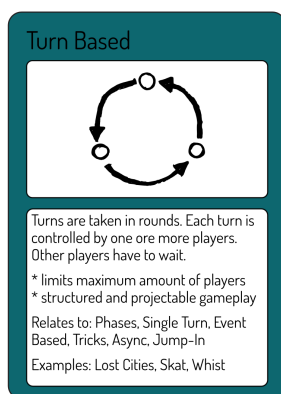 Turn Based
Turns are taken in rounds. Each turn is
controlled by one ore more players.
Other players have to wait.
* limits maximum amount of players
* structured and projectable gameplay
Relates to: Phases, Single Turn, Event
Based, Tricks, Async, Jump-In
Examples: Lost Cities, Skat, Whist